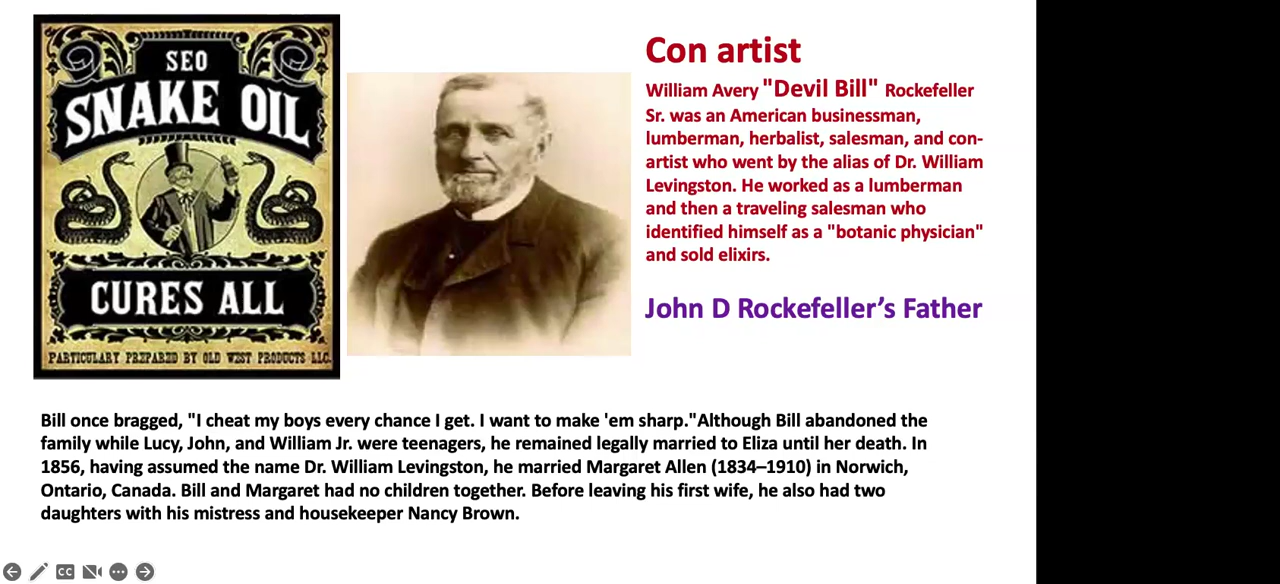 SEO
SNAKE OIL
CURES ALL
PARTICULARY PREPARED BY OLD WEST PRODUCTS LLC.
Con artist
William Avery "Devil Bill" Rockefeller
Sr. was an American businessman,
lumberman, herbalist, salesman, and con-
artist who went by the alias of Dr. William
Levingston. He worked as a lumberman
and then a traveling salesman who
identified himself as a "botanic physician"
and sold elixirs.
John D Rockefeller’s Father
Bill once bragged, "I cheat my boys every chance I get. I want to make 'em sharp."Although Bill abandoned the
family while Lucy, John, and William Jr. were teenagers, he remained legally married to Eliza until her death. In
1856, having assumed the name Dr. William Levingston, he married Margaret Allen (1834–1910) in Norwich,
Ontario, Canada. Bill and Margaret had no children together. Before leaving his first wife, he also had two
daughters with his mistress and housekeeper Nancy Brown.
CC